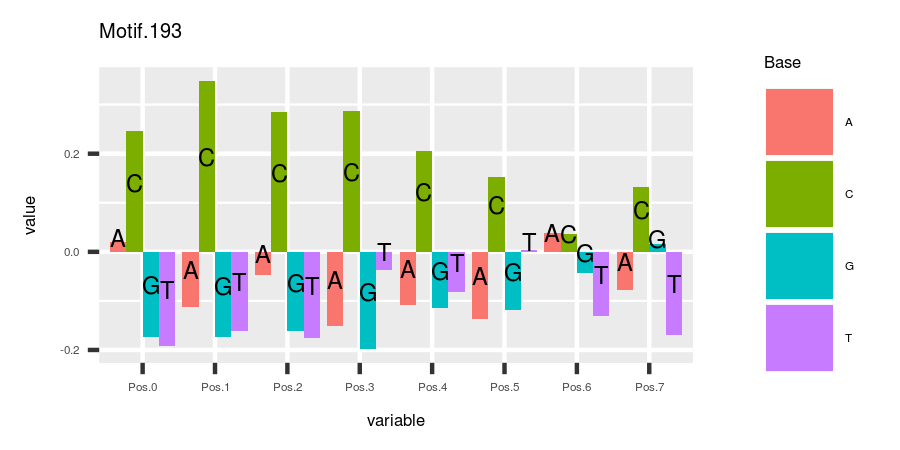 Motif.193
Base
A
C
G
T
value
0.2
0.0
-0.2
A C G T A C G T A C G T A C G T A C G T A C G T A C G T A C G T
Pos.0 Pos.1 Pos.2 Pos.3 Pos.4 Pos.5 Pos.6 Pos.7
variable